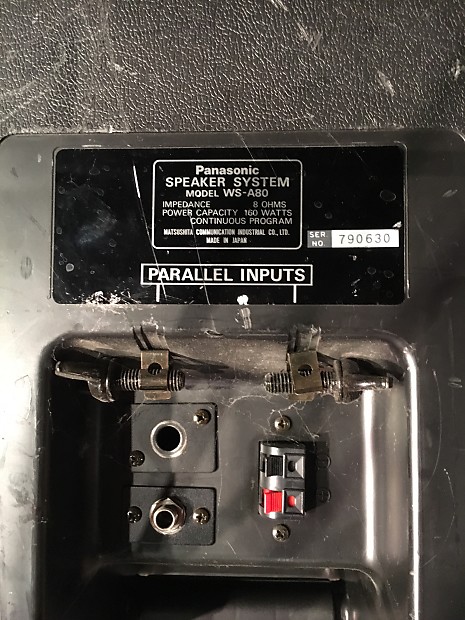 Panasonic
SPEAKER SYSTEM
MODEL WS-A80
IMPEDANCE 8 OHMS
POWER CAPACITY 160 WATTS
CONTINUOUS PROGRAM
MATSUSHITA COMMUNICATION INDUSTRIAL CO., LTD.
MADE IN JAPAN
SER. NO. 790630
PARALLEL INPUTS